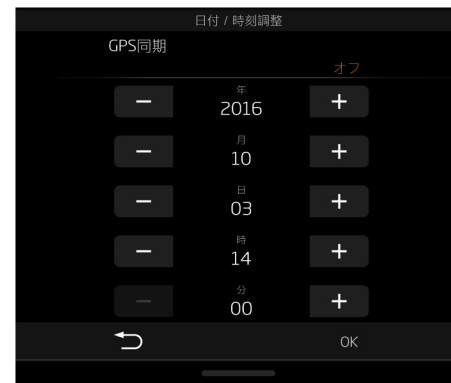 日付 / 時刻調整
GPS同期
オフ
年
− 2016 +
月
− 10 +
日
− 03 +
時
− 14 +
分
− 00 +
OK